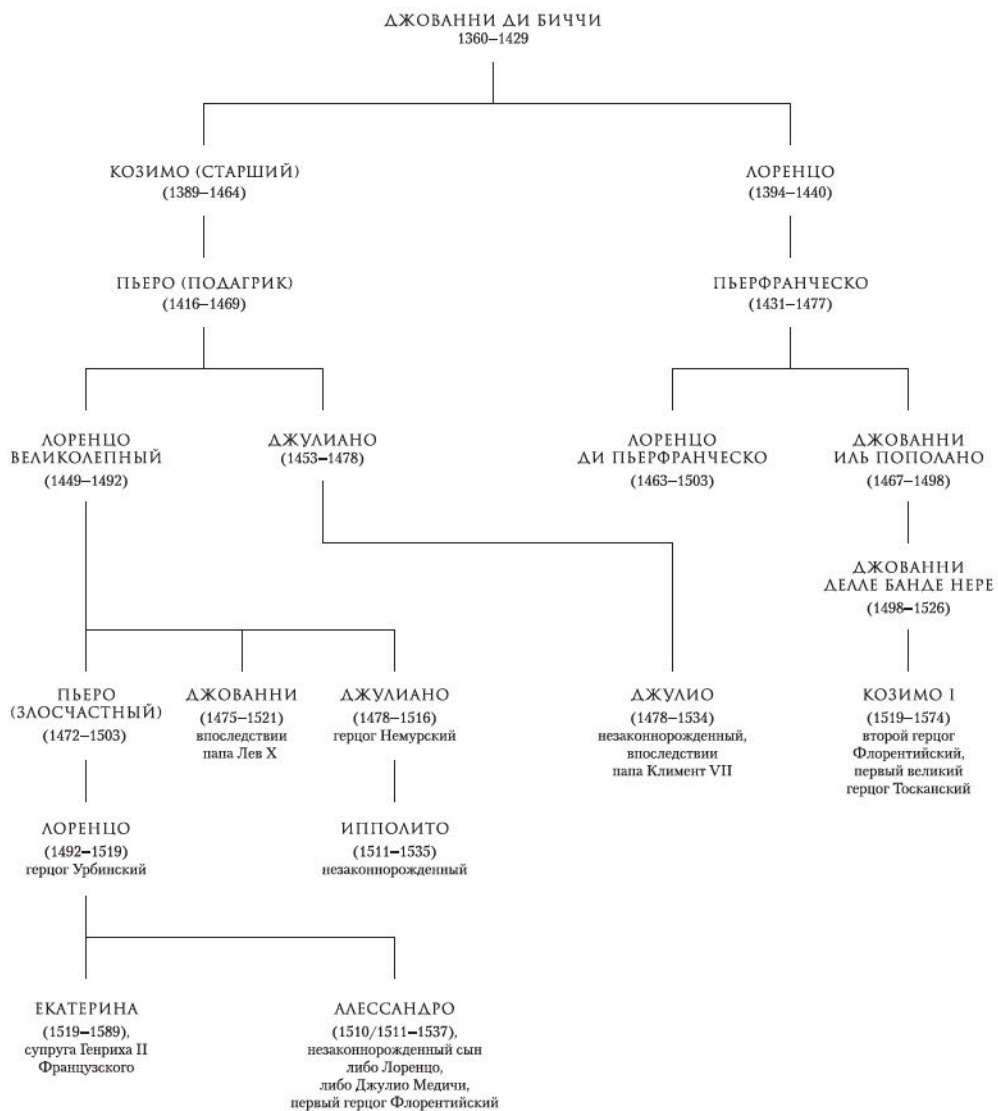 ДЖОВАННИ ДИ БИЧЧИ
1360–1429
КОЗИМО (СТАРШИЙ)
(1389–1464)
ЛОРЕНЦО
(1394–1440)
ПЬЕРО (ПОДАГРИК)
(1416–1469)
ПЬЕРФРАНЧЕСКО
(1431–1477)
ЛОРЕНЦО
ВЕЛИКОЛЕПНЫЙ
(1449–1492)
ДЖУЛИАНО
(1453–1478)
ЛОРЕНЦО
ДИ ПЬЕРФРАНЧЕСКО
(1463–1503)
ДЖОВАННИ
ИЛЬ ПОПОЛАНО
(1467–1498)
ДЖОВАННИ
ДЕЛЛЕ БАНДЕ НЕРЕ
(1498–1526)
ПЬЕРО
(ЗЛОСЧАСТНЫЙ)
(1472–1503)
ДЖОВАННИ
(1475–1521)
впоследствии
папа Лев X
ДЖУЛИАНО
(1478–1516)
герцог Немурский
ДЖУЛИО
(1478–1534)
незаконнорожденный,
впоследствии
папа Климент VII
КОЗИМО I
(1519–1574)
второй герцог
Флорентийский,
первый великий
герцог Тосканский
ЛОРЕНЦО
(1492–1519)
герцог Урбинский
ИППОЛИТО
(1511–1535)
незаконнорожденный
ЕКАТЕРИНА
(1519–1589),
супруга Генриха II
Французского
АЛЕССАНДРО
(1510/1511–1537),
незаконнорожденный сын
либо Лоренцо,
либо Джулио Медичи,
первый герцог Флорентийский